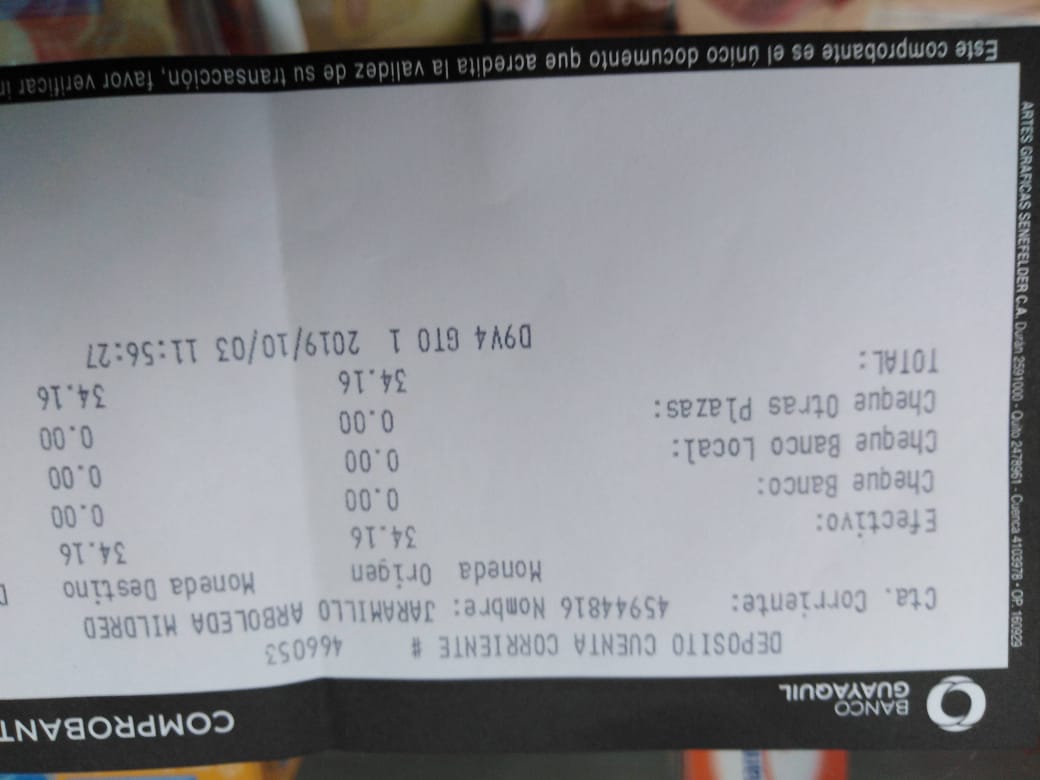 BANCO
GUAYAQUIL
DEPOSITO CUENTA CORRIENTE # 466053
Cta. Corriente: 45944816 Nombre: JARAMILLO ARBOLEDA MILDRED
Moneda Origen Moneda Destino
Efectivo: 34.16 34.16
Cheque Banco: 0.00 0.00
Cheque Banco Local: 0.00 0.00
Cheque Otras Plazas: 0.00 0.00
TOTAL: 34.16 34.16
D9V4 GTO 1 2019/10/03 11:56:27
Este comprobante es el único documento que acredita la validez de su transacción, favor verificar
ARTES GRAFICAS SENEFELDER C.A. Durán 2591000 - Quito 2478961 - Cuenca 4103978 - OP. 160929